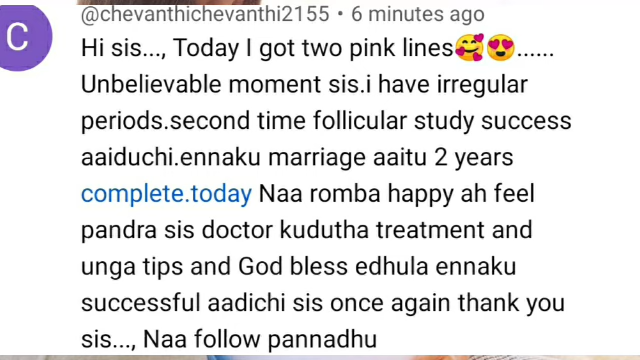 C
@chevanthichevanthi2155 • 6 minutes ago
Hi sis..., Today I got two pink lines🥰😍......
Unbelievable moment sis.i have irregular
periods.second time follicular study success
aaiduchi.ennaku marriage aaitu 2 years
complete.today Naa romba happy ah feel
pandra sis doctor kudutha treatment and
unga tips and God bless edhula ennaku
successful aadichi sis once again thank you
sis..., Naa follow pannadhu